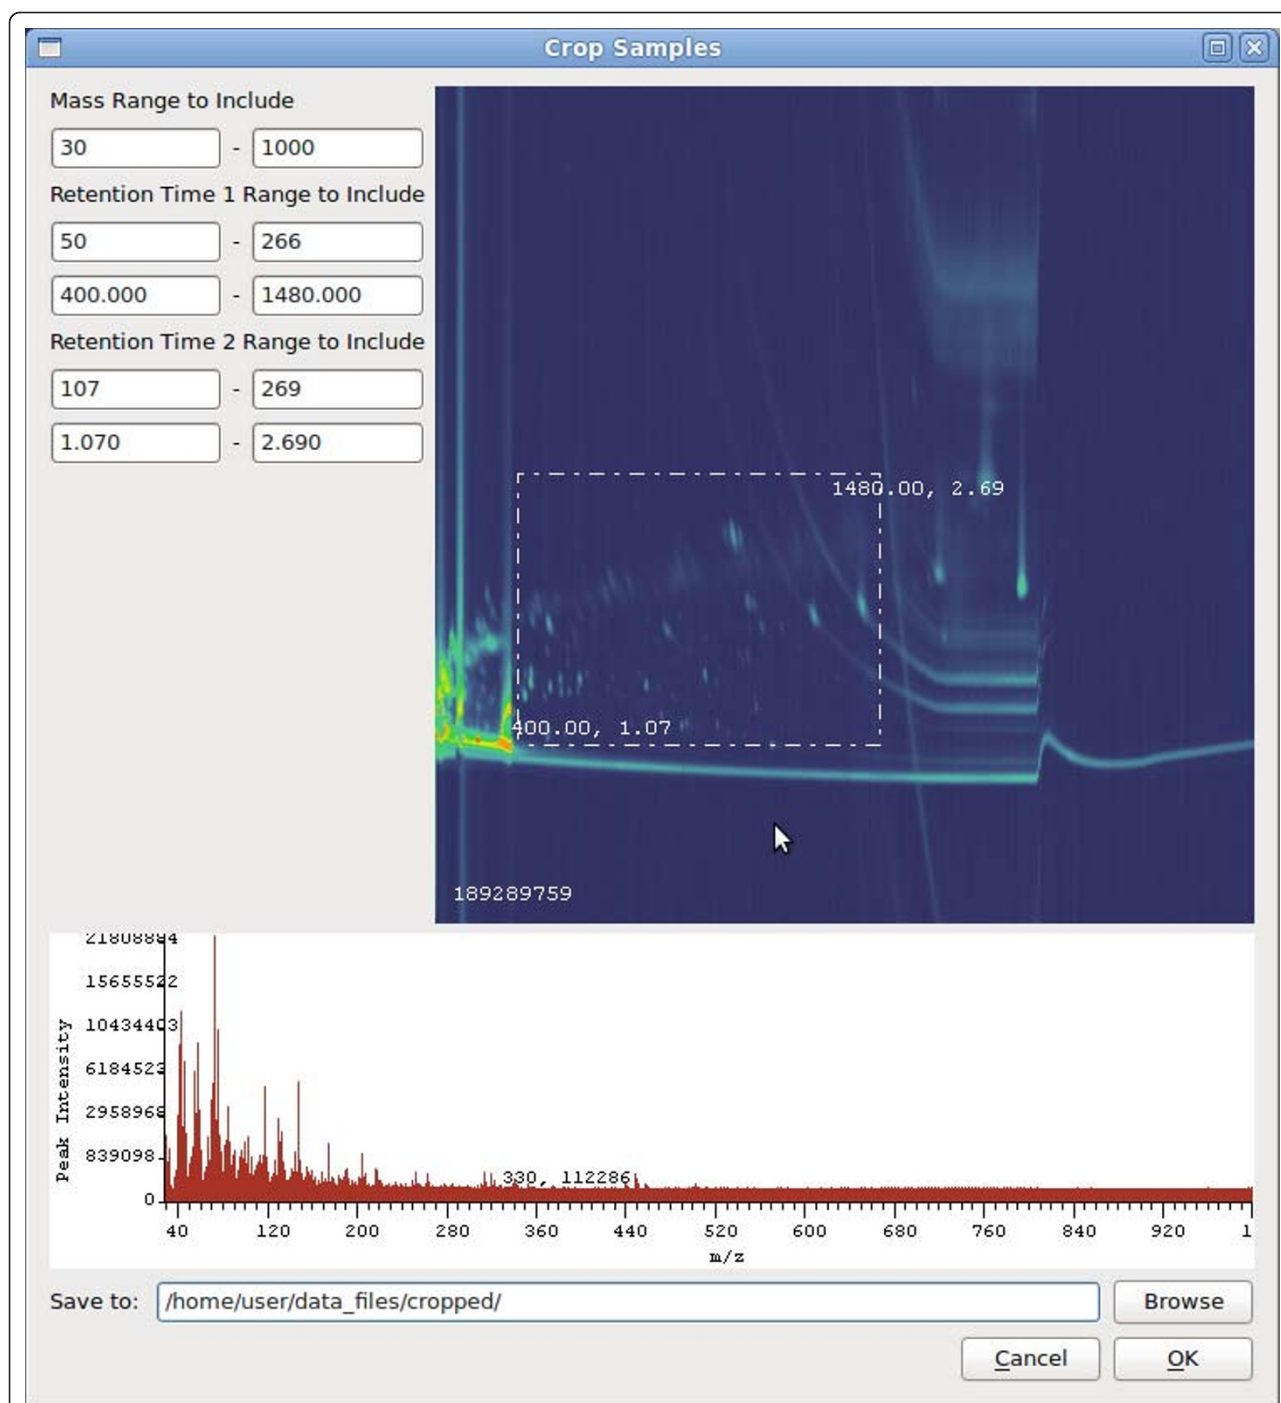 Crop Samples
Mass Range to Include
30 - 1000
Retention Time 1 Range to Include
50 - 266
400.000 - 1480.000
Retention Time 2 Range to Include
107 - 269
1.070 - 2.690
1480.00, 2.69
400.00, 1.07
189289759
21808884
15655522
10434403
6184523
2958968
839098
0
Peak Intensity
330, 112286
40 120 200 280 360 440 520 600 680 760 840 920 1
m/z
Save to: /home/user/data_files/cropped/ Browse
Cancel OK